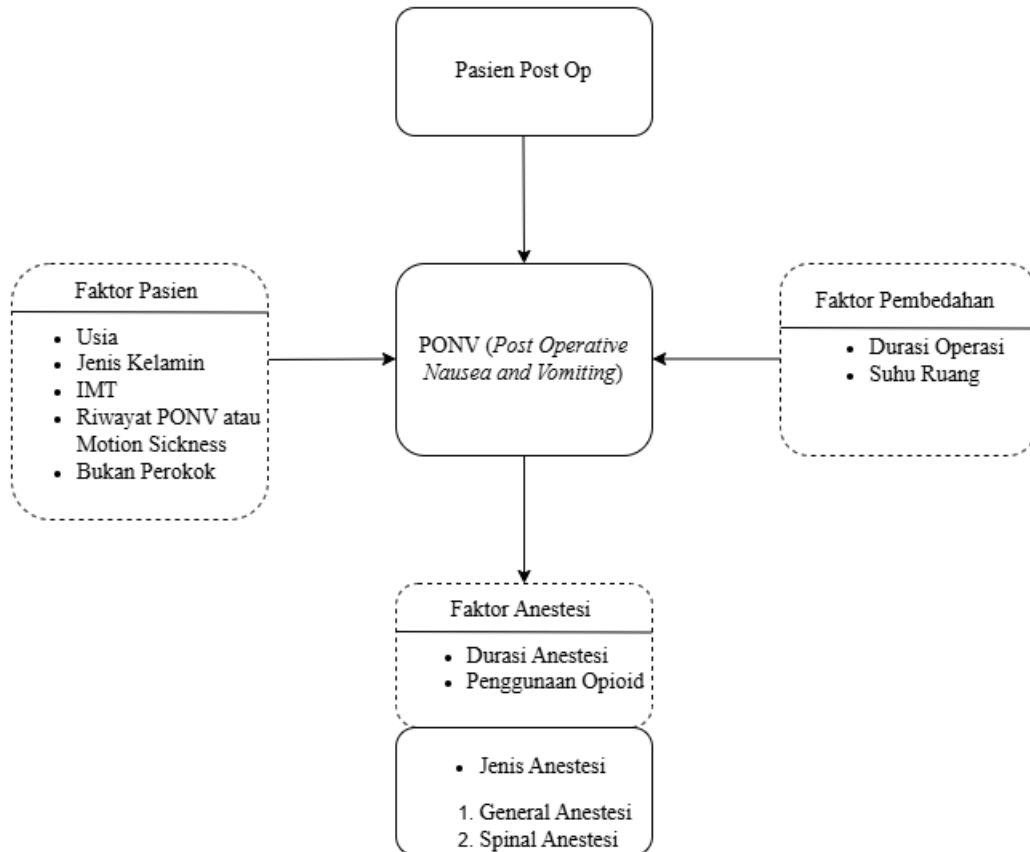 Pasien Post Op
Faktor Pasien
• Usia
• Jenis Kelamin
• IMT
• Riwayat PONV atau
Motion Sickness
• Bukan Perokok
PONV (Post Operative
Nausea and Vomiting)
Faktor Pembedahan
• Durasi Operasi
• Suhu Ruang
Faktor Anestesi
• Durasi Anestesi
• Penggunaan Opioid
• Jenis Anestesi
1. General Anestesi
2. Spinal Anestesi